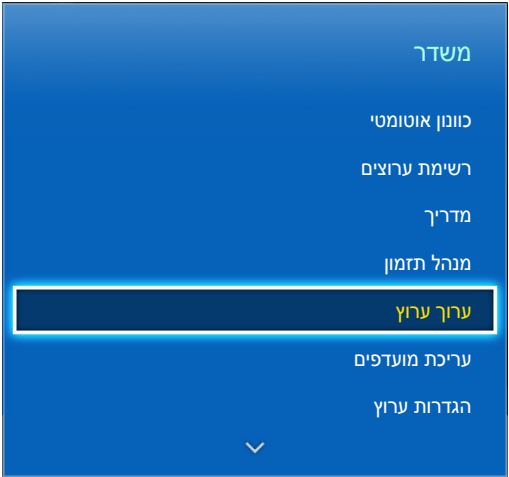 משדר
כוונון אוטומטי
רשימת ערוצים
מדריך
מנהל תזמון
ערוך ערוץ
עריכת מועדפים
הגדרות ערוץ